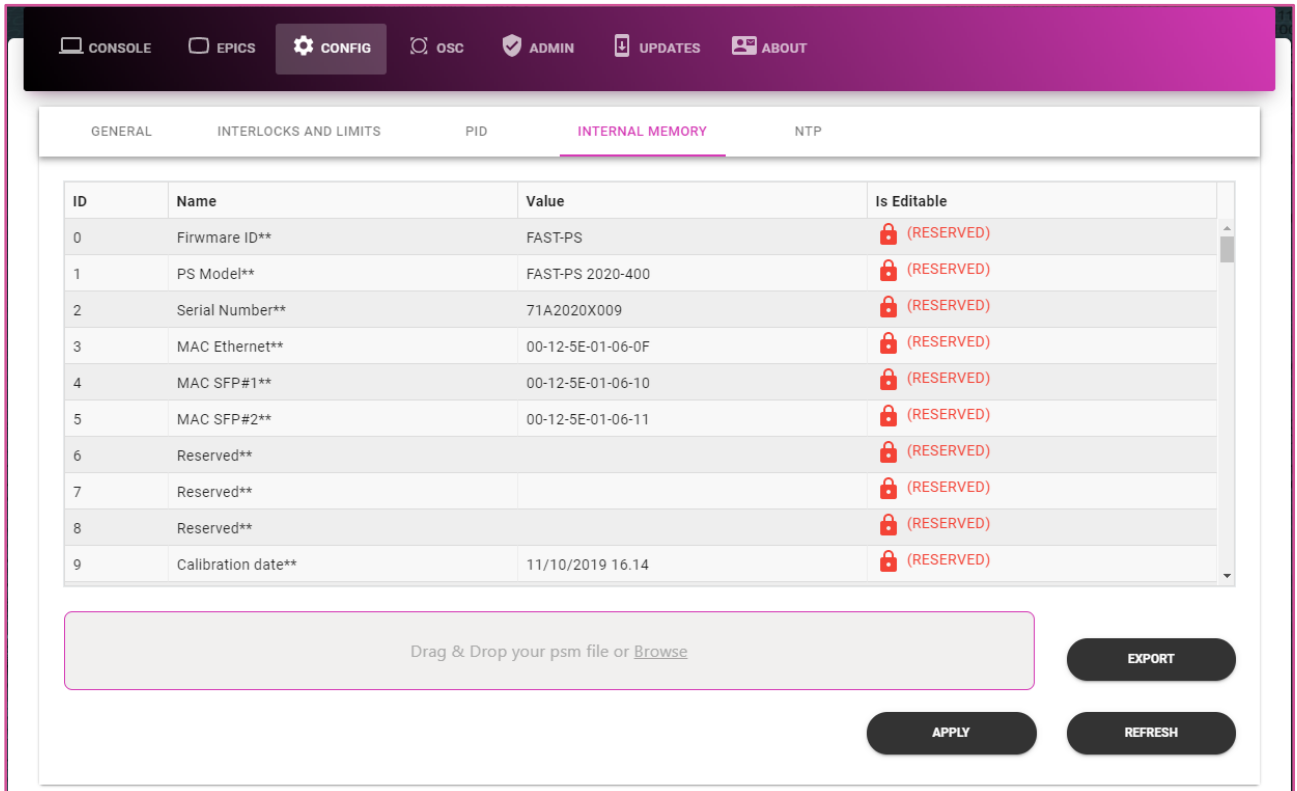 CONSOLE EPICS CONFIG OSC ADMIN UPDATES ABOUT
GENERAL INTERLOCKS AND LIMITS PID INTERNAL MEMORY NTP
ID Name Value Is Editable
0 Firwmare ID** FAST-PS (RESERVED)
1 PS Model** FAST-PS 2020-400 (RESERVED)
2 Serial Number** 71A2020X009 (RESERVED)
3 MAC Ethernet** 00-12-5E-01-06-0F (RESERVED)
4 MAC SFP#1** 00-12-5E-01-06-10 (RESERVED)
5 MAC SFP#2** 00-12-5E-01-06-11 (RESERVED)
6 Reserved** (RESERVED)
7 Reserved** (RESERVED)
8 Reserved** (RESERVED)
9 Calibration date** 11/10/2019 16.14 (RESERVED)
Drag & Drop your psm file or Browse
EXPORT
APPLY REFRESH